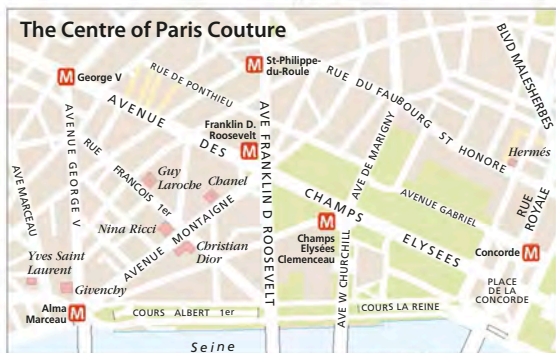 The Centre of Paris Couture
George V
RUE DE PONTHIEU
St-Philippe-
du-Roule
BLVD MALESHERBES
RUE DU FAUBOURG ST HONORE
AVENUE DES CHAMPS ELYSEES
Franklin D.
Roosevelt
AVE FRANKLIN D ROOSEVELT
AVENUE GEORGE V
RUE FRANCOIS 1er
AVE MARCEAU
Guy
Laroche
Chanel
AVE DE MARIGNY
Hermés
AVENUE GABRIEL
RUE ROYALE
Nina Ricci
AVENUE MONTAIGNE
Christian
Dior
Champs
Elysées
Clemenceau
Concorde
Yves Saint
Laurent
Givenchy
AVE W CHURCHILL
PLACE
DE LA
CONCORDE
Alma
Marceau
COURS ALBERT 1er
COURS LA REINE
Seine